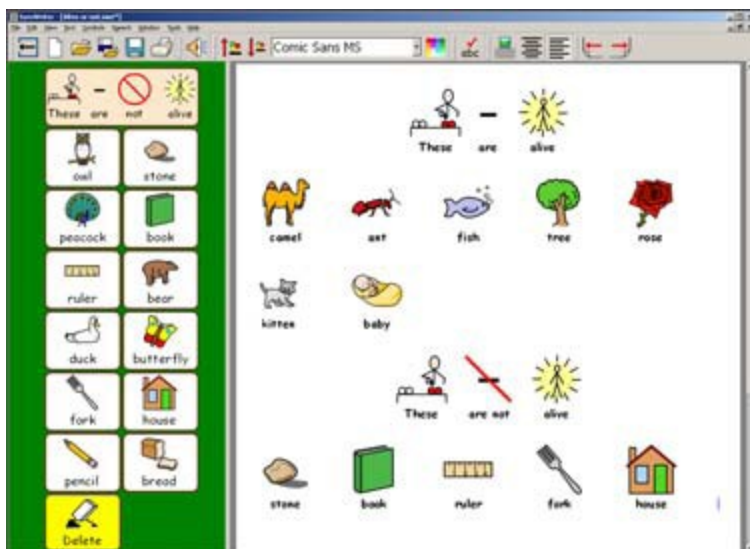 Comic Sans MS
abc
These are not alive
owl stone
peacock book
ruler bear
duck butterfly
fork house
pencil bread
Delete
These are alive
camel ant fish tree rose
kitten baby
These are not alive
stone book ruler fork house